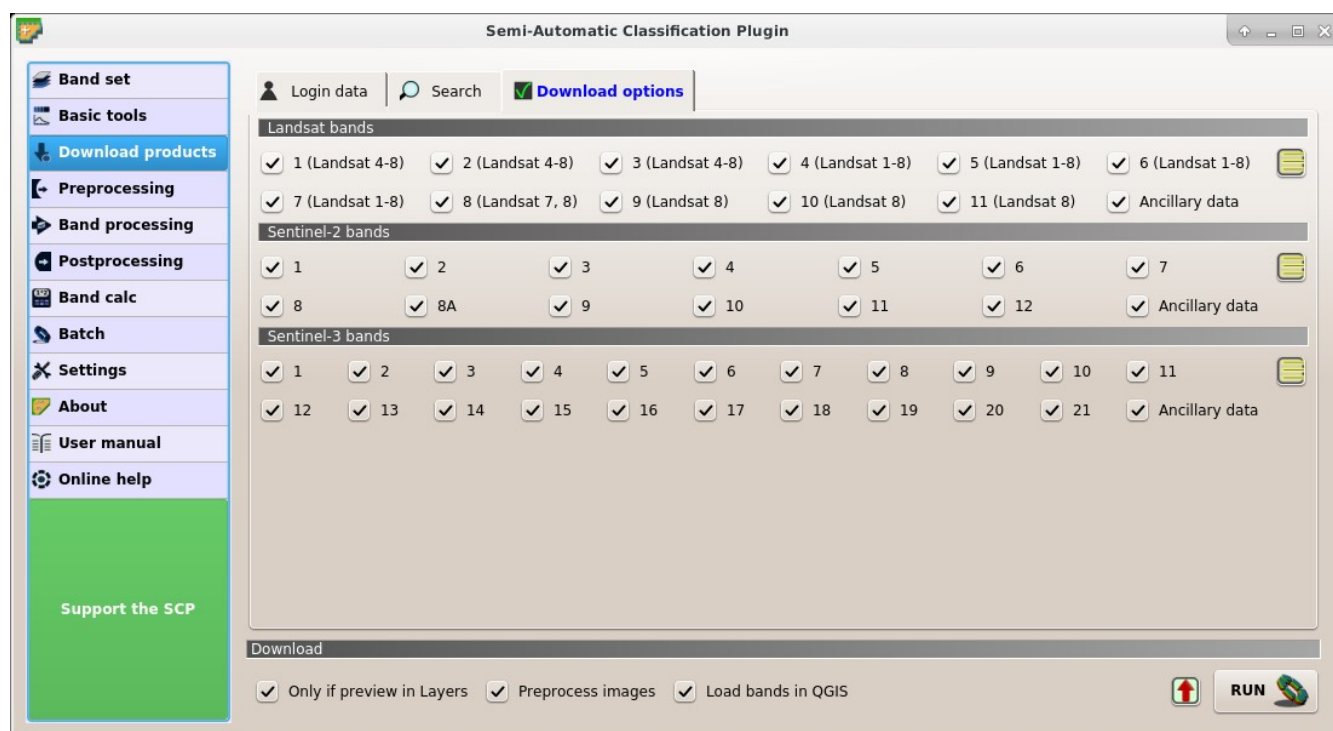 Semi-Automatic Classification Plugin
Band set
Basic tools
Download products
Preprocessing
Band processing
Postprocessing
Band calc
Batch
Settings
About
User manual
Online help
Support the SCP
Login data Search Download options
Landsat bands
1 (Landsat 4-8) 2 (Landsat 4-8) 3 (Landsat 4-8) 4 (Landsat 1-8) 5 (Landsat 1-8) 6 (Landsat 1-8)
7 (Landsat 1-8) 8 (Landsat 7, 8) 9 (Landsat 8) 10 (Landsat 8) 11 (Landsat 8) Ancillary data
Sentinel-2 bands
1 2 3 4 5 6 7
8 8A 9 10 11 12 Ancillary data
Sentinel-3 bands
1 2 3 4 5 6 7 8 9 10 11
12 13 14 15 16 17 18 19 20 21 Ancillary data
Download
Only if preview in Layers Preprocess images Load bands in QGIS RUN